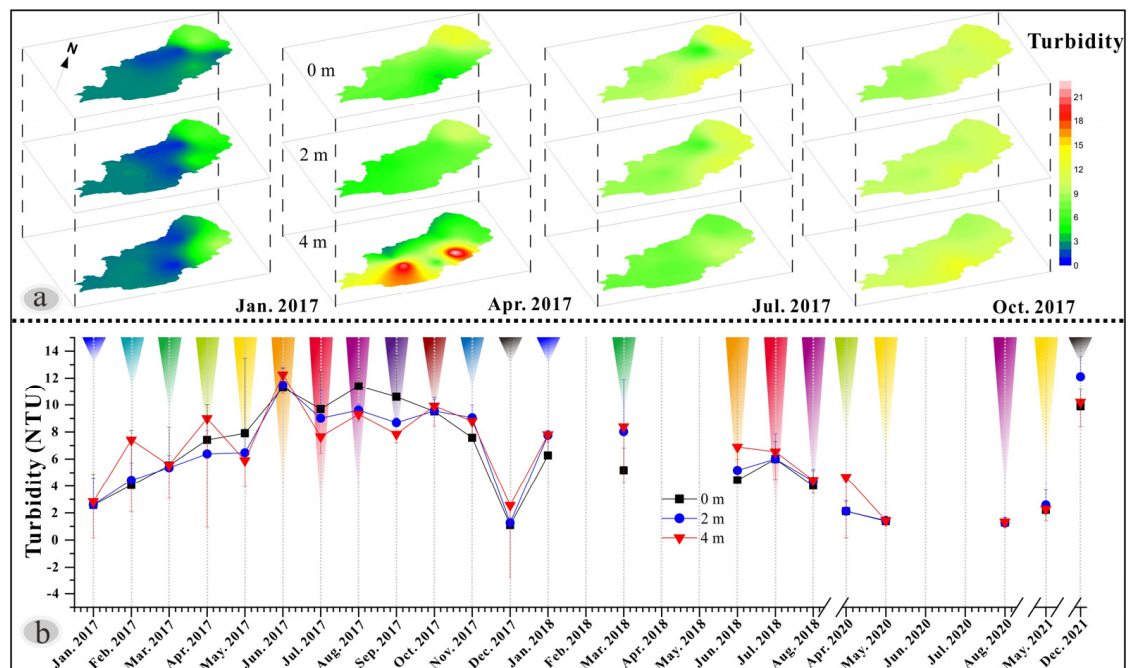 N
Turbidity
0 m
2 m
4 m
21
18
15
12
9
6
3
0
a
Jan. 2017
Apr. 2017
Jul. 2017
Oct. 2017
Turbidity (NTU)
14
12
10
8
6
4
2
0
-2
-4
0 m
2 m
4 m
b
Jan. 2017
Feb. 2017
Mar. 2017
Apr. 2017
May. 2017
Jun. 2017
Jul. 2017
Aug. 2017
Sep. 2017
Oct. 2017
Nov. 2017
Dec. 2017
Jan. 2018
Feb. 2018
Mar. 2018
Apr. 2018
May. 2018
Jun. 2018
Jul. 2018
Aug. 2018
Apr. 2020
May. 2020
Jun. 2020
Jul. 2020
Aug. 2020
May. 2021
Dec. 2021